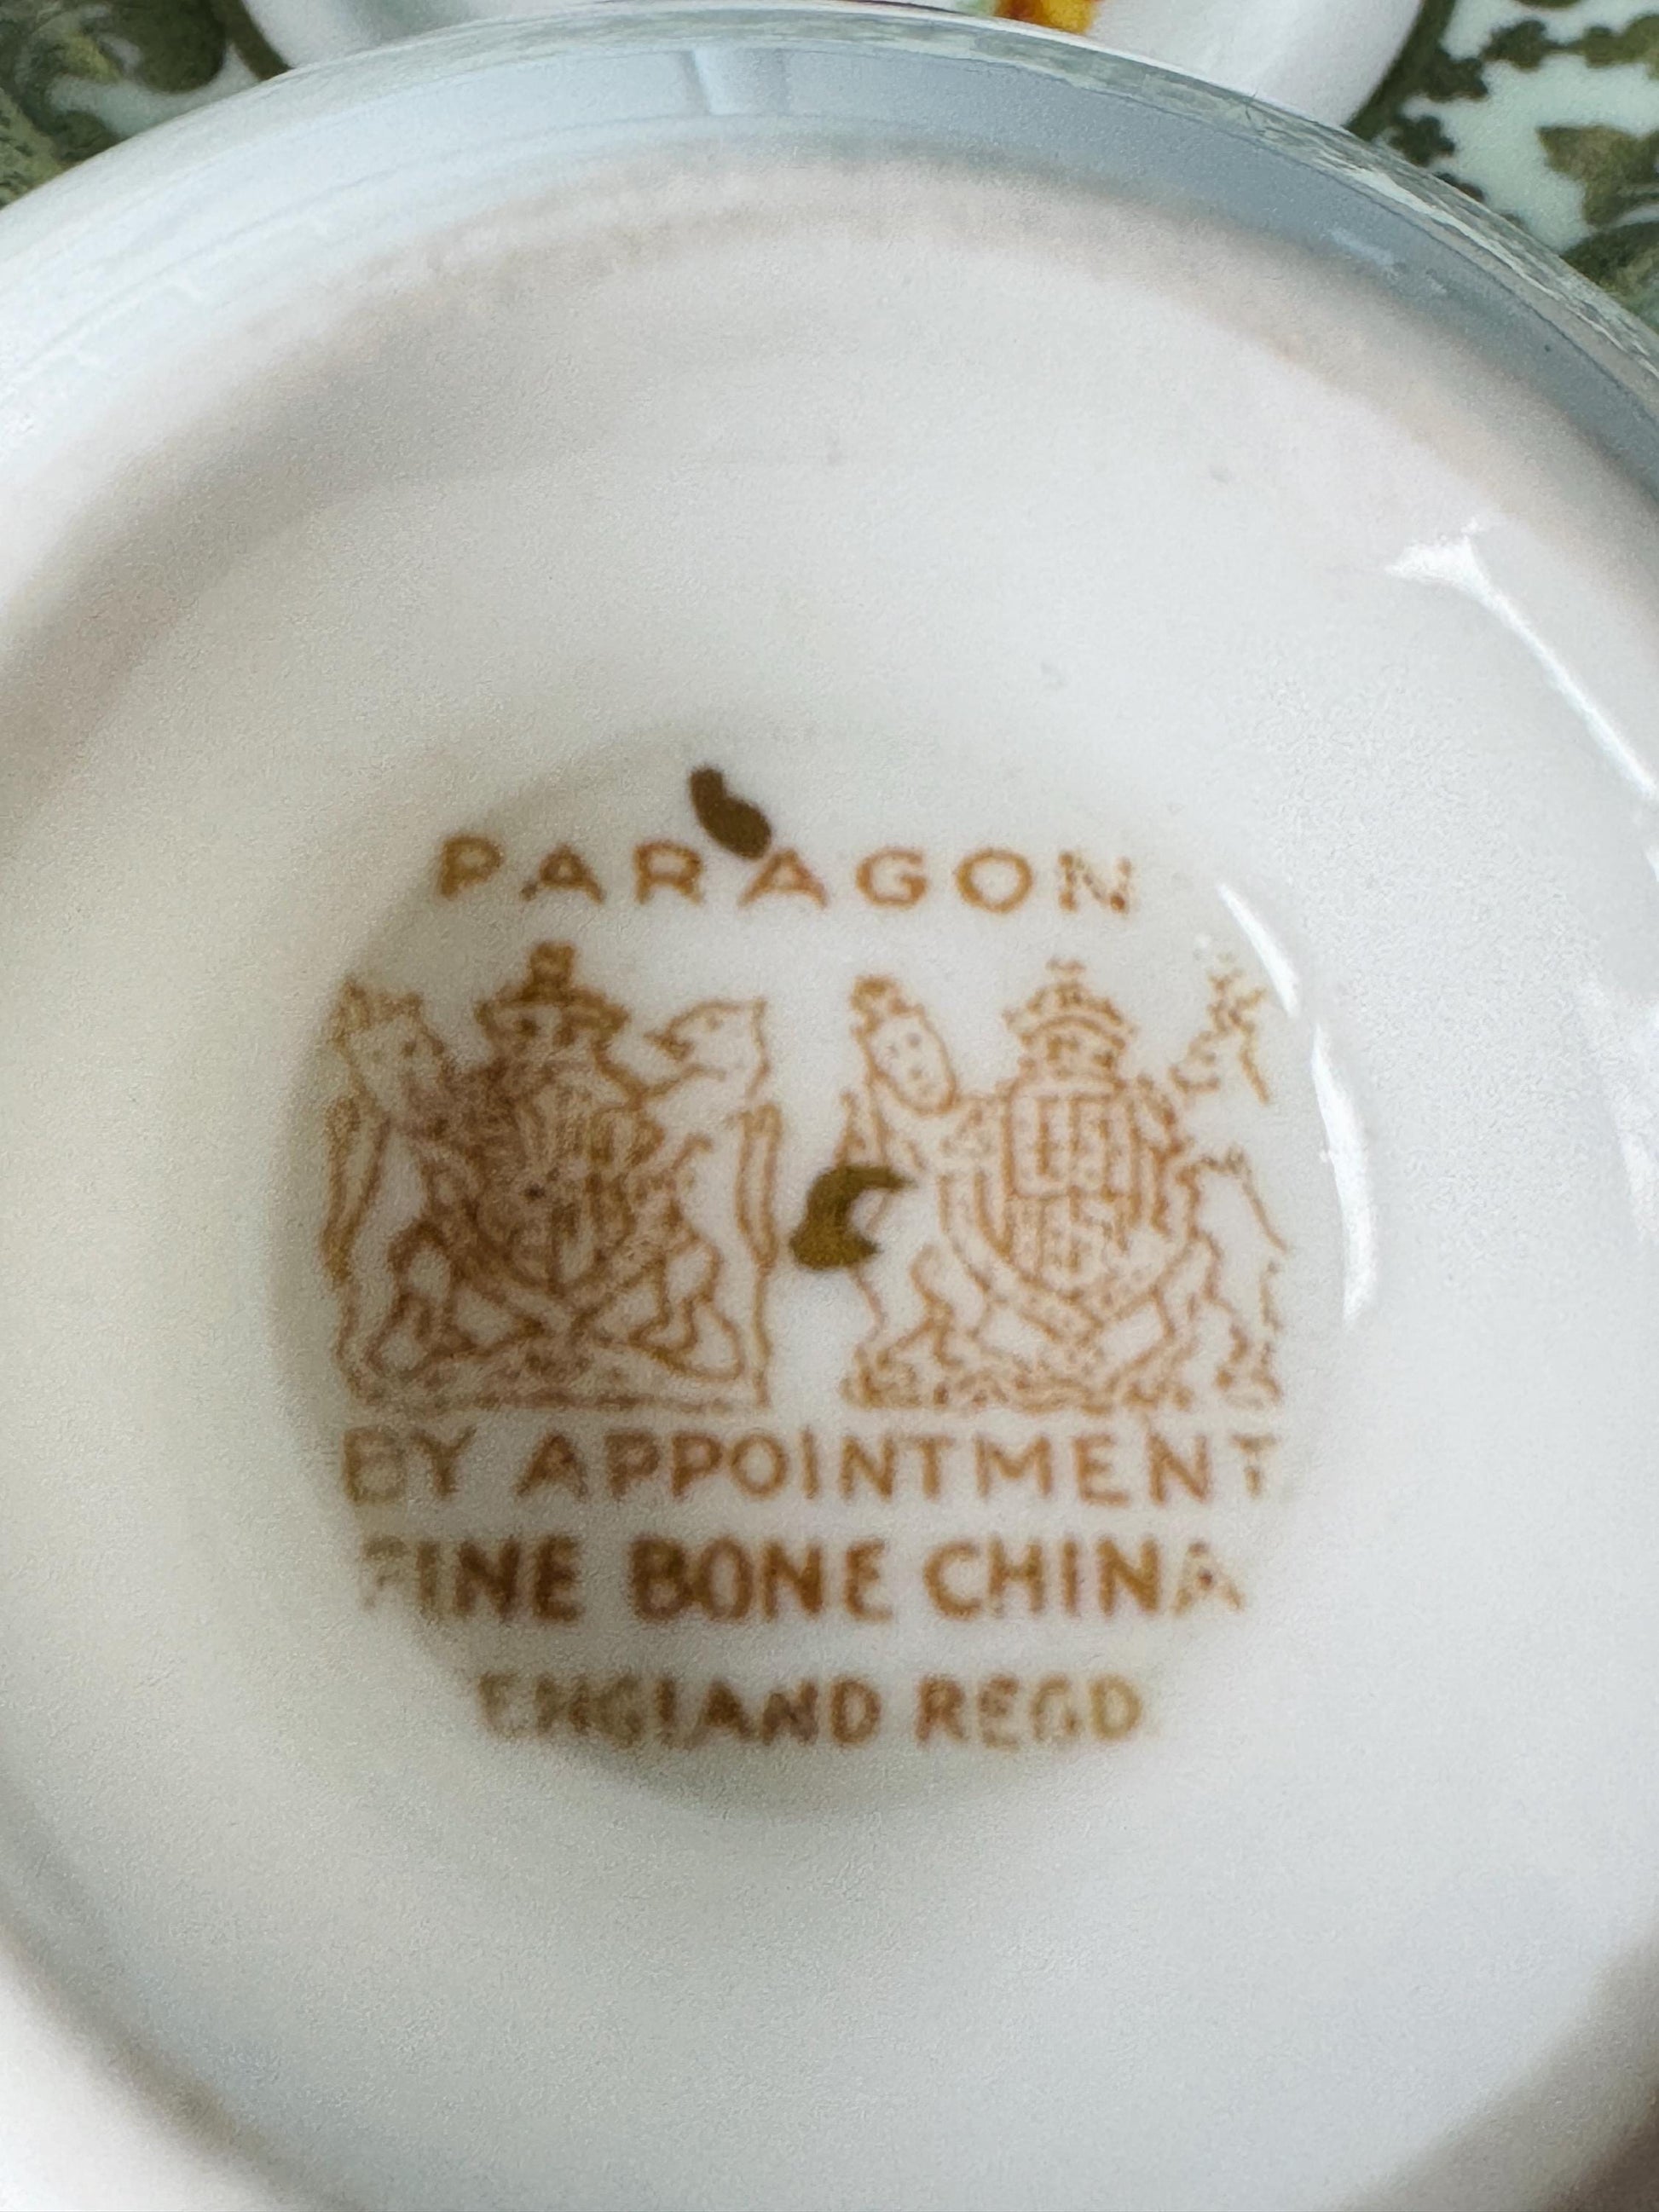 PARAGON
BY APPOINTMENT
FINE BONE CHINA
ENGLAND REGD